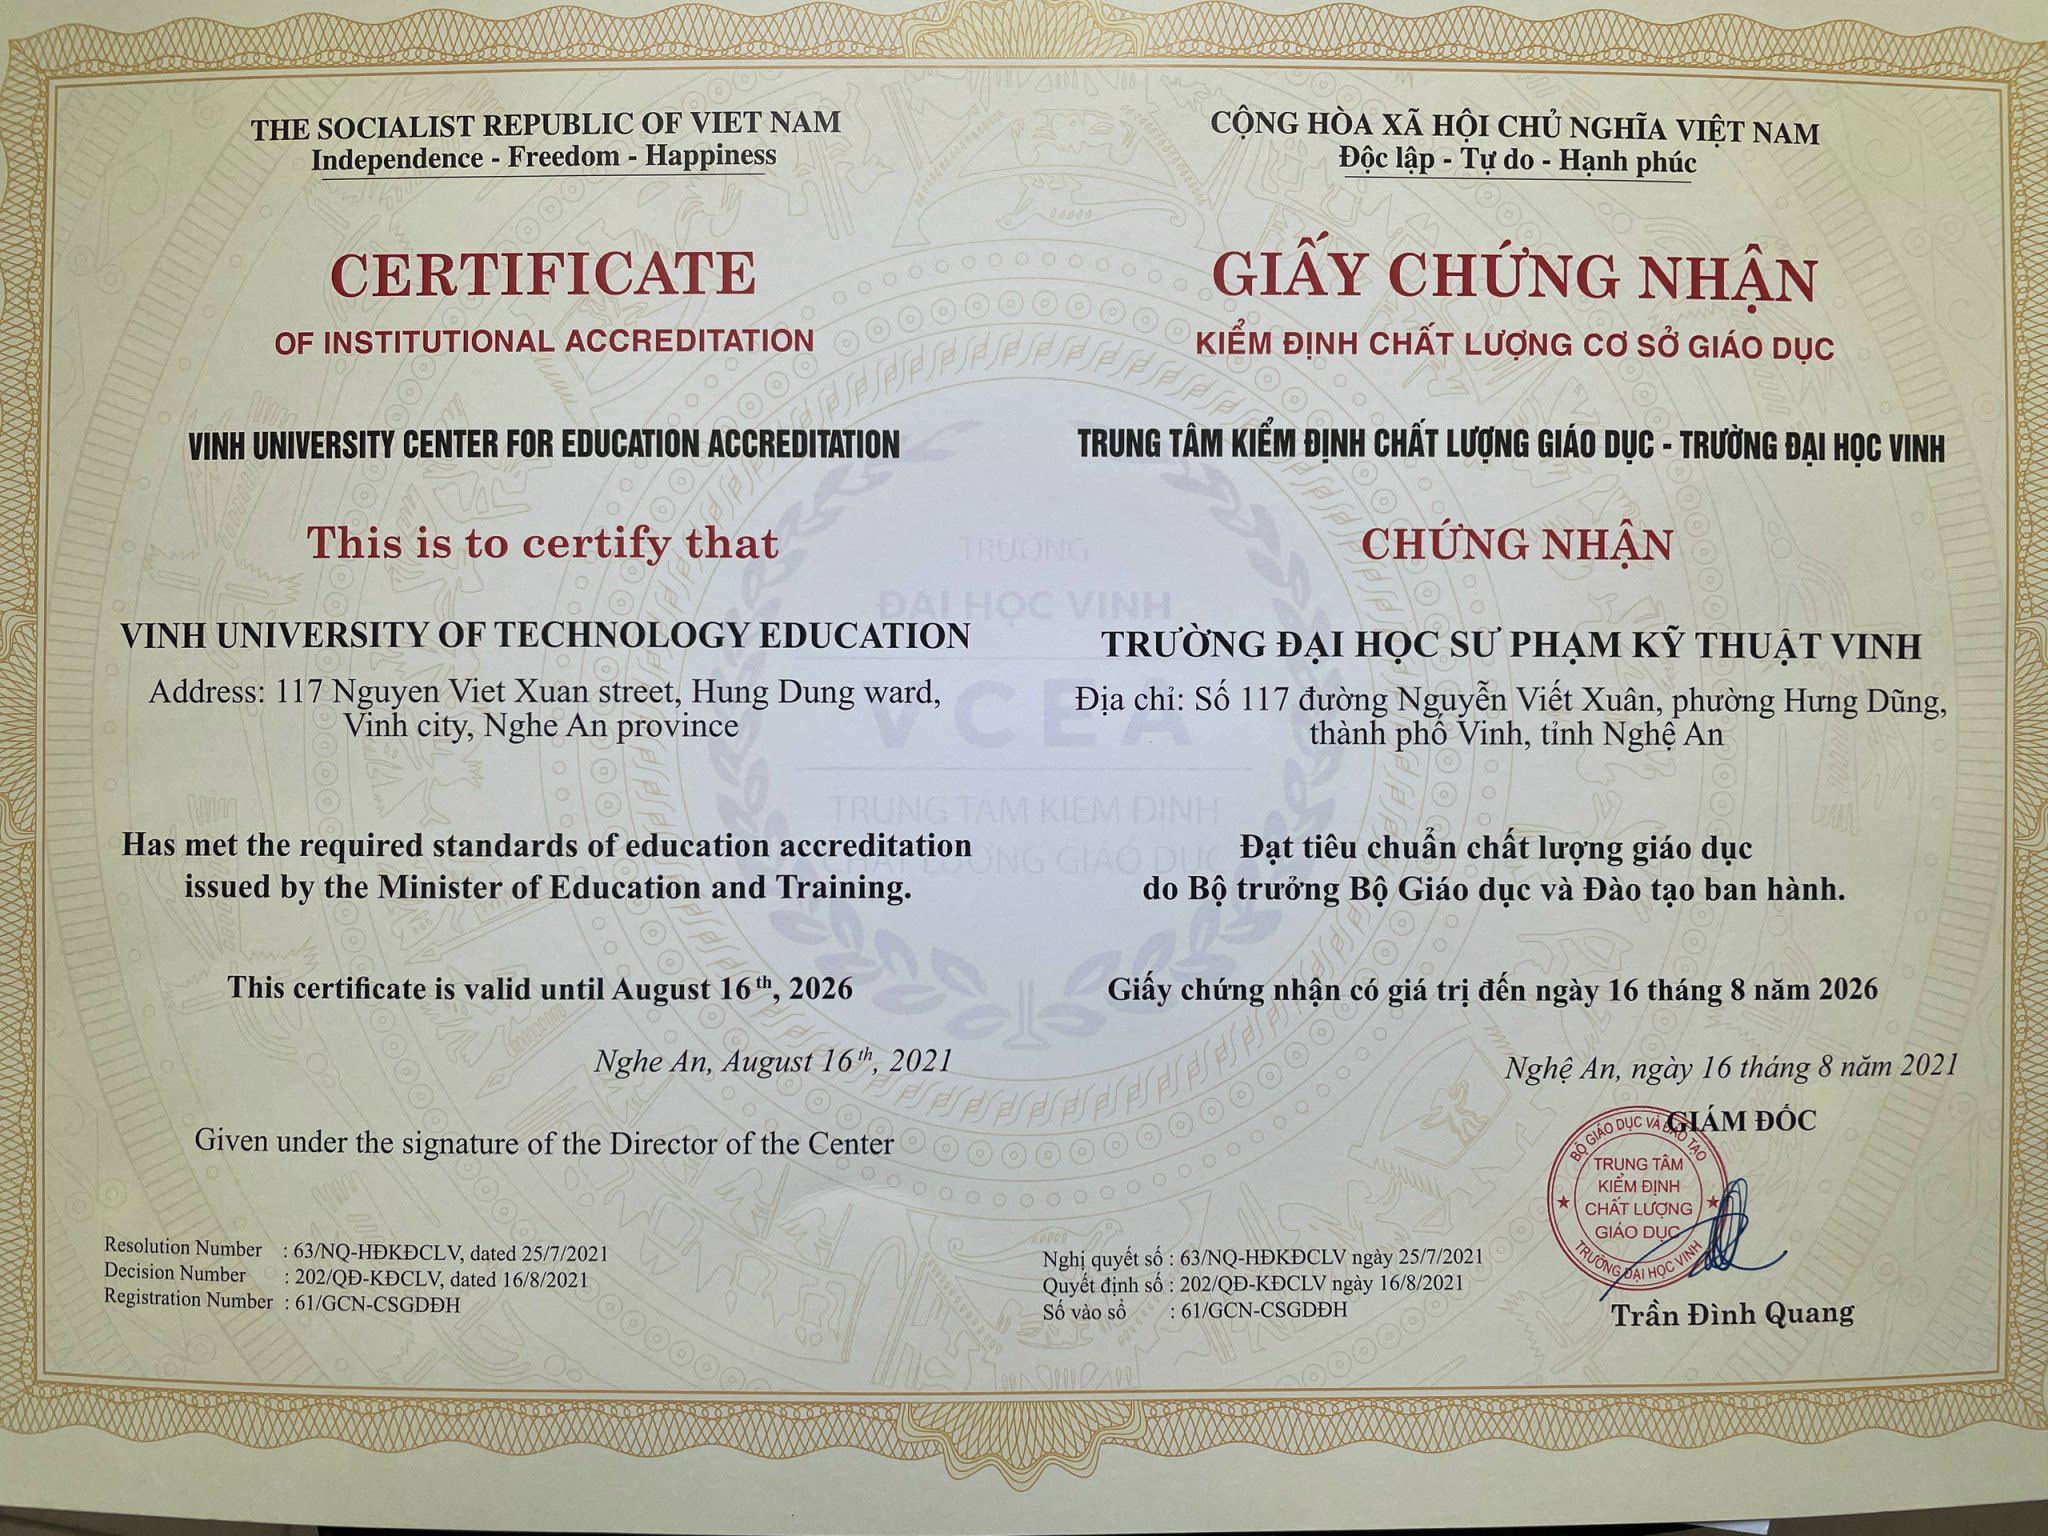 THE SOCIALIST REPUBLIC OF VIET NAM
Independence - Freedom - Happiness
CERTIFICATE
OF INSTITUTIONAL ACCREDITATION
VINH UNIVERSITY CENTER FOR EDUCATION ACCREDITATION
This is to certify that
VINH UNIVERSITY OF TECHNOLOGY EDUCATION
Address: 117 Nguyen Viet Xuan street, Hung Dung ward,
Vinh city, Nghe An province
Has met the required standards of education accreditation
issued by the Minister of Education and Training.
This certificate is valid until August 16th, 2026
Nghe An, August 16th, 2021
Given under the signature of the Director of the Center
Resolution Number : 63/NQ-HĐKĐCLV, dated 25/7/2021
Decision Number : 202/QĐ-KĐCLV, dated 16/8/2021
Registration Number : 61/GCN-CSGDĐH
CỘNG HÒA XÃ HỘI CHỦ NGHĨA VIỆT NAM
Độc lập - Tự do - Hạnh phúc
GIẤY CHỨNG NHẬN
KIỂM ĐỊNH CHẤT LƯỢNG CƠ SỞ GIÁO DỤC
TRUNG TÂM KIỂM ĐỊNH CHẤT LƯỢNG GIÁO DỤC - TRƯỜNG ĐẠI HỌC VINH
CHỨNG NHẬN
TRƯỜNG ĐẠI HỌC SƯ PHẠM KỸ THUẬT VINH
Địa chỉ: Số 117 đường Nguyễn Viết Xuân, phường Hưng Dũng,
thành phố Vinh, tỉnh Nghệ An
Đạt tiêu chuẩn chất lượng giáo dục
do Bộ trưởng Bộ Giáo dục và Đào tạo ban hành.
Giấy chứng nhận có giá trị đến ngày 16 tháng 8 năm 2026
Nghệ An, ngày 16 tháng 8 năm 2021
GIÁM ĐỐC
BỘ GIÁO DỤC VÀ ĐÀO TẠO
TRUNG TÂM
KIỂM ĐỊNH
CHẤT LƯỢNG
GIÁO DỤC
TRƯỜNG ĐẠI HỌC VINH
Trần Đình Quang
Nghị quyết số : 63/NQ-HĐKĐCLV ngày 25/7/2021
Quyết định số : 202/QĐ-KĐCLV ngày 16/8/2021
Số vào sổ : 61/GCN-CSGDĐH
TRƯỜNG
ĐẠI HỌC VINH
VCEA
TRUNG TÂM KIỂM ĐỊNH
LƯỢNG GIÁO DỤC